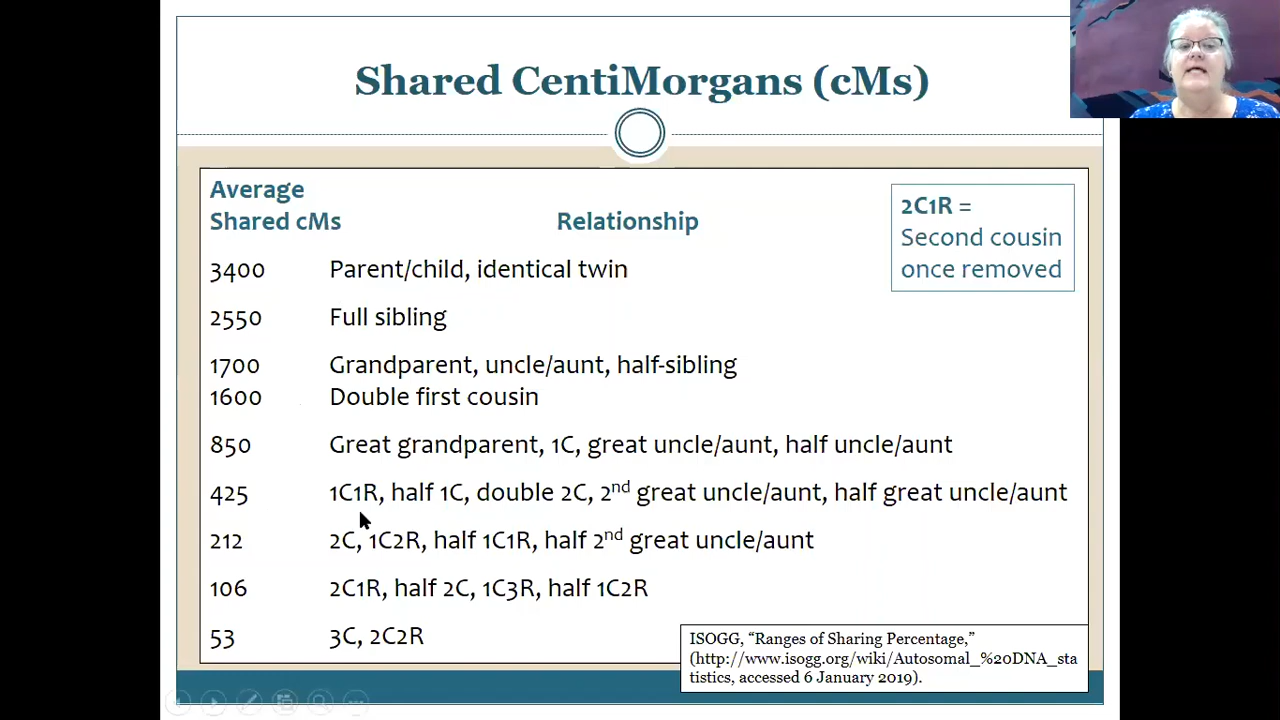 Shared CentiMorgans (cMs)
Average
Shared cMs Relationship
2C1R =
Second cousin
once removed
3400 Parent/child, identical twin
2550 Full sibling
1700 Grandparent, uncle/aunt, half-sibling
1600 Double first cousin
850 Great grandparent, 1C, great uncle/aunt, half uncle/aunt
425 1C1R, half 1C, double 2C, 2nd great uncle/aunt, half great uncle/aunt
212 2C, 1C2R, half 1C1R, half 2nd great uncle/aunt
106 2C1R, half 2C, 1C3R, half 1C2R
53 3C, 2C2R
ISOGG, “Ranges of Sharing Percentage,”
(http://www.isogg.org/wiki/Autosomal_%20DNA_sta
tistics, accessed 6 January 2019).